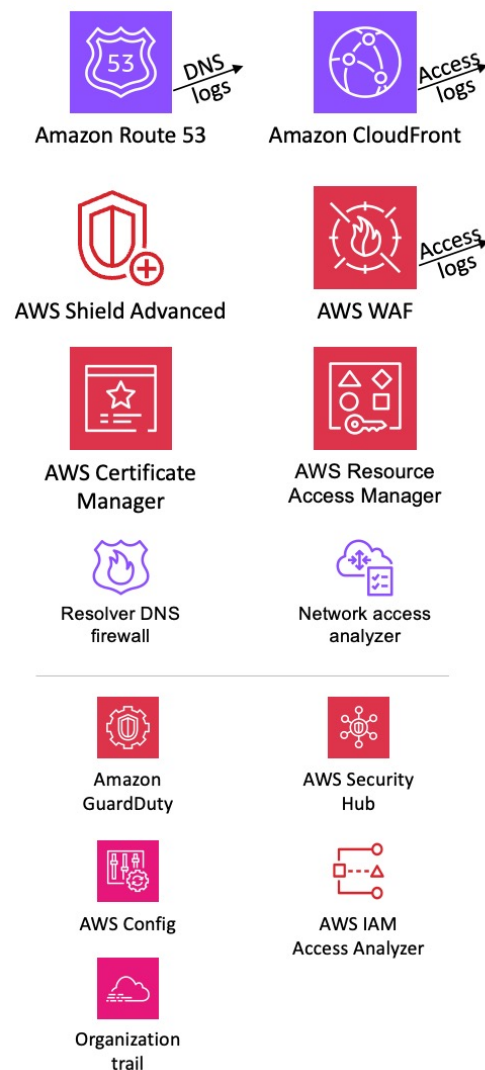 53
DNS
logs
Access
logs
Amazon Route 53
Amazon CloudFront
Access
logs
AWS Shield Advanced
AWS WAF
AWS Certificate
Manager
AWS Resource
Access Manager
Resolver DNS
firewall
Network access
analyzer
Amazon
GuardDuty
AWS Security
Hub
AWS Config
AWS IAM
Access Analyzer
Organization
trail